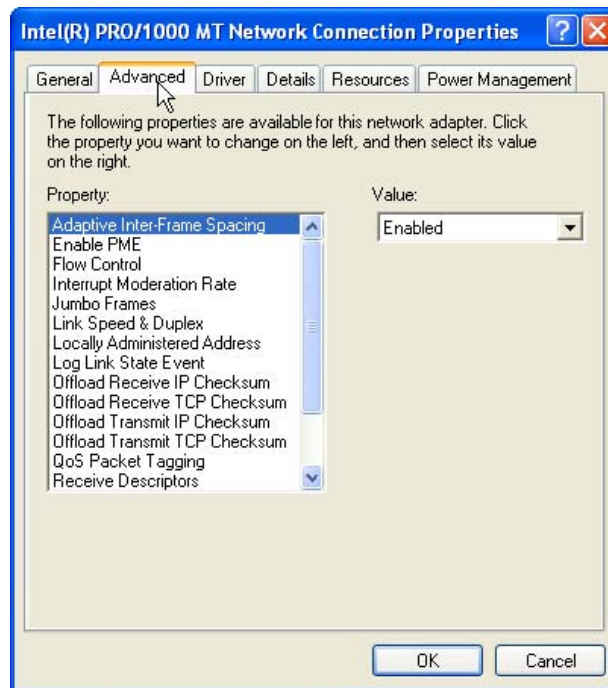 Intel(R) PRO/1000 MT Network Connection Properties
General Advanced Driver Details Resources Power Management
The following properties are available for this network adapter. Click
the property you want to change on the left, and then select its value
on the right.
Property: Value:
Adaptive Inter-Frame Spacing Enabled
Enable PME
Flow Control
Interrupt Moderation Rate
Jumbo Frames
Link Speed & Duplex
Locally Administered Address
Log Link State Event
Offload Receive IP Checksum
Offload Receive TCP Checksum
Offload Transmit IP Checksum
Offload Transmit TCP Checksum
QoS Packet Tagging
Receive Descriptors
OK Cancel